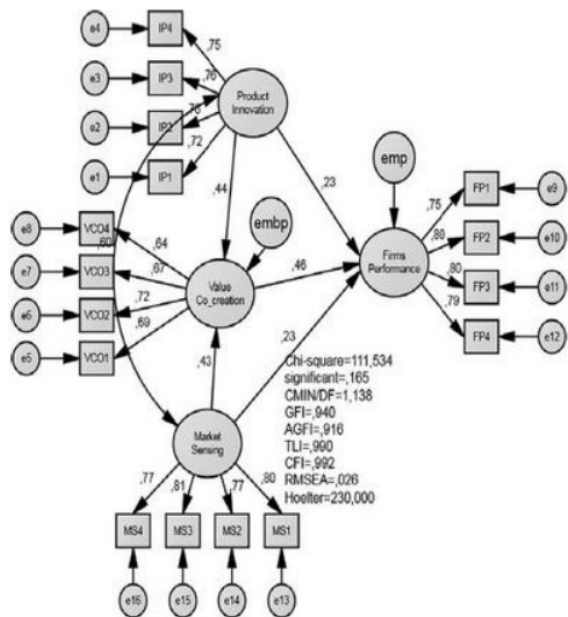 e4
IP4
,75
e3
IP3
,76
Product
Innovation
e2
IP2
,76
e1
IP1
,72
emp
,44
,23
FP1
e9
,75
e8
VCO4
embp
Firms
Performance
FP2
e10
,80
,60
,64
e7
VCO3
,67
Value
Co_creation
,46
FP3
e11
,80
e6
VCO2
,72
FP4
e12
,79
e5
VCO1
,69
,43
,23
Chi-square=111,534
significant=,165
CMIN/DF=1,138
GFI=,940
AGFI=,916
TLI=,990
CFI=,992
RMSEA=,026
Hoelter=230,000
Market
Sensing
,77
,81
,77
,80
MS4
MS3
MS2
MS1
e16
e15
e14
e13